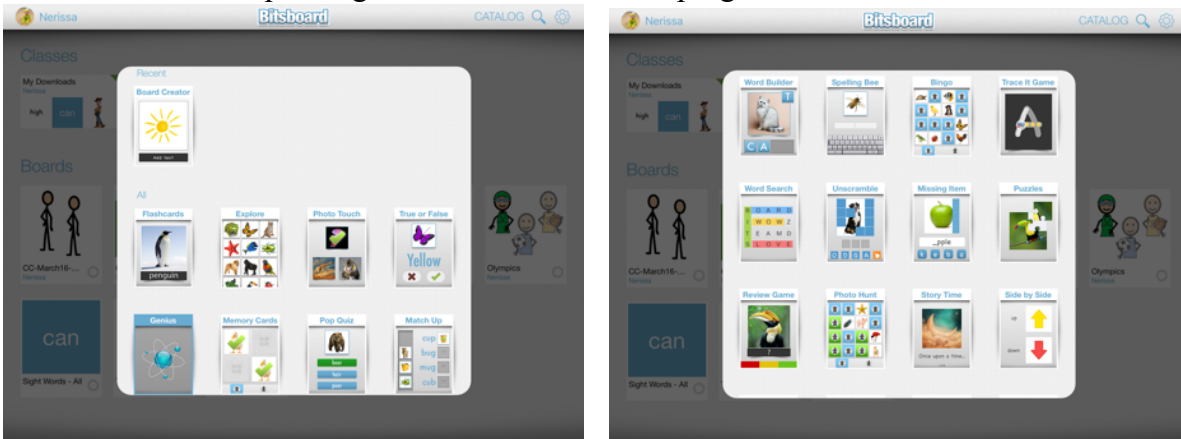 Nerissa
Bitsboard
CATALOG
Classes
My Downloads
Nerissa
high can
Boards
CC-March16-...
Nerissa
can
Sight Words - All
Olympics
Nerissa
Recent
Board Creator
Add text
All
Flashcards Explore Photo Touch True or False
penguin
Yellow
Genius Memory Cards Pop Quiz Match Up
cup
bug
mug
cub
Nerissa
Bitsboard
CATALOG
Classes
My Downloads
Nerissa
high can
Boards
CC-March16-...
Nerissa
can
Sight Words - All
Olympics
Nerissa
Word Builder Spelling Bee Bingo Trace It Game
T
C A
A
Word Search Unscramble Missing Item Puzzles
B O A R D
I W O W Z
T E A M D
S L O V E
_pple
Review Game Photo Hunt Story Time Side by Side
?
Once upon a time...
up
down